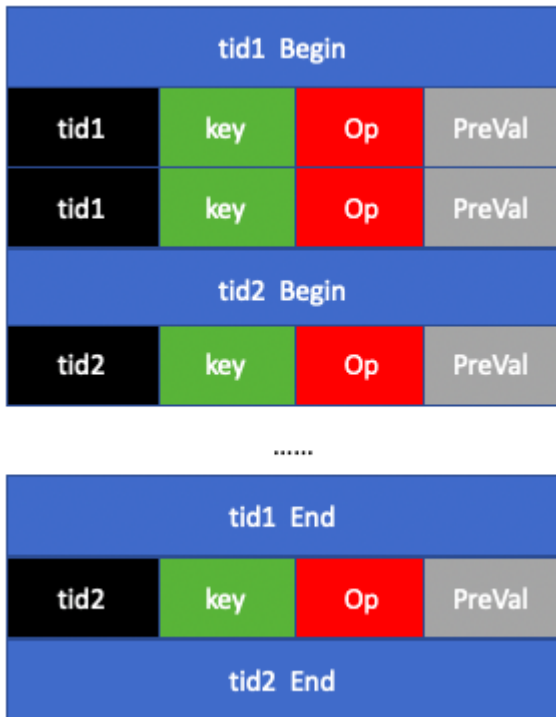 tid1 Begin
tid1 key Op PreVal
tid1 key Op PreVal
tid2 Begin
tid2 key Op PreVal
......
tid1 End
tid2 key Op PreVal
tid2 End